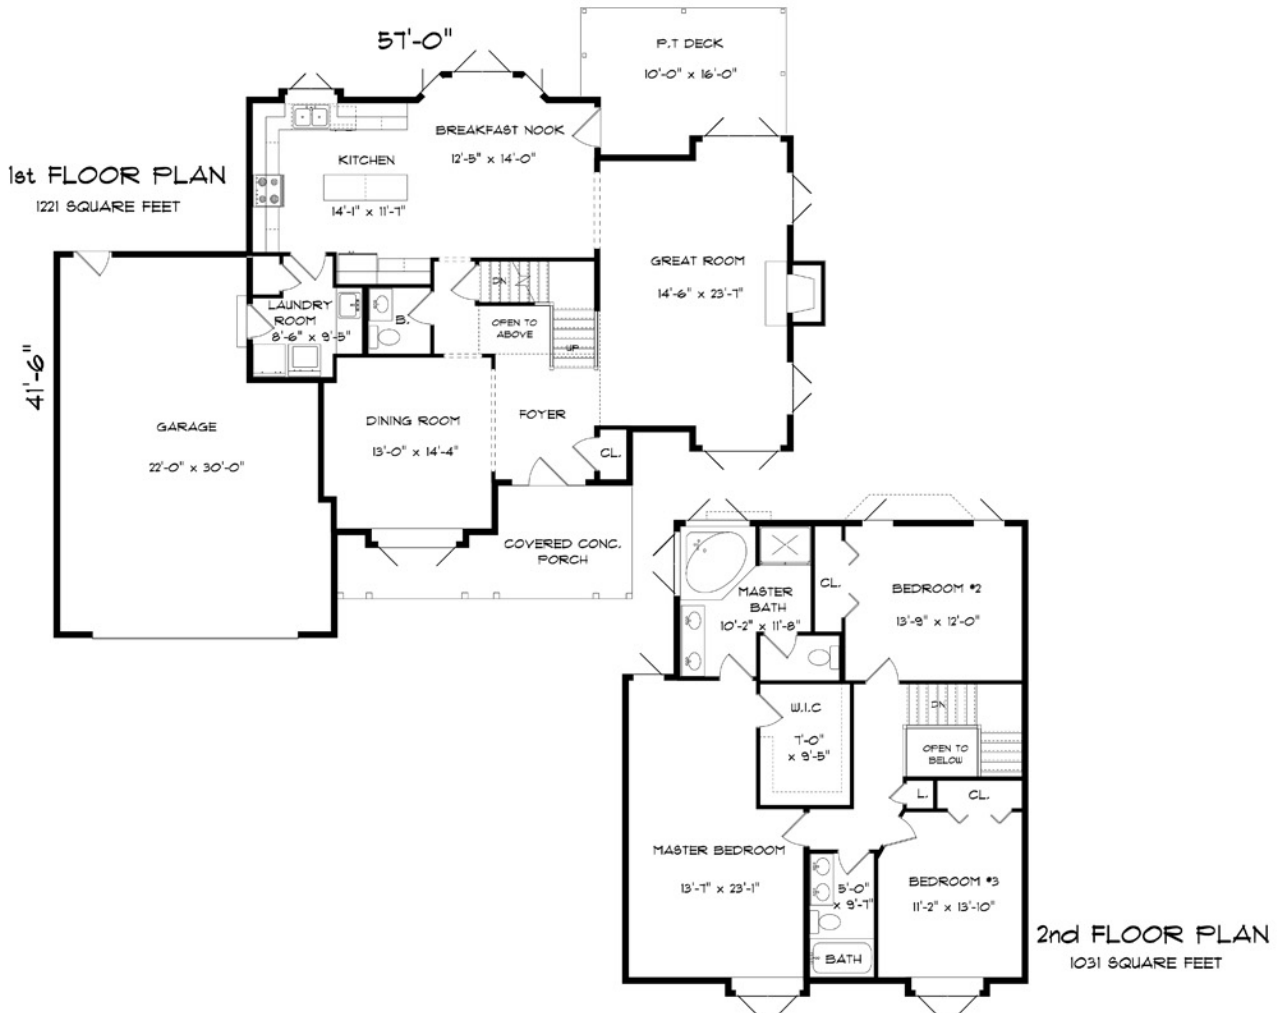 57'-0"
P.T DECK
10'-0" x 16'-0"
1st FLOOR PLAN
1221 SQUARE FEET
BREAKFAST NOOK
12'-5" x 14'-0"
KITCHEN
14'-1" x 11'-7"
GREAT ROOM
14'-6" x 23'-7"
DN
LAUNDRY
ROOM
8'-6" x 9'-5"
B.
OPEN TO
ABOVE
UP
41'-6"
GARAGE
22'-0" x 30'-0"
DINING ROOM
13'-0" x 14'-4"
FOYER
CL.
COVERED CONC.
PORCH
MASTER
BATH
10'-2" x 11'-8"
CL.
BEDROOM #2
13'-9" x 12'-0"
W.I.C
7'-0"
x 9'-5"
DN
OPEN TO
BELOW
L.
CL.
MASTER BEDROOM
13'-7" x 23'-1"
5'-0"
x 9'-7"
BATH
BEDROOM #3
11'-2" x 13'-10"
2nd FLOOR PLAN
1031 SQUARE FEET